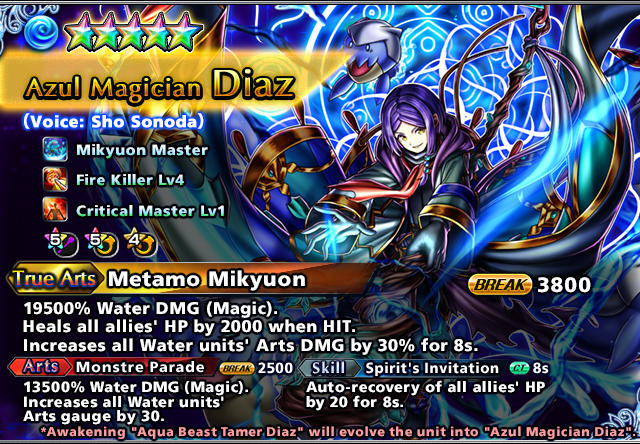 Azul Magician Diaz
(Voice: Sho Sonoda)
Mikyuon Master
Fire Killer Lv4
Critical Master Lv1
5 5 4
True Arts Metamo Mikyuon BREAK 3800
19500% Water DMG (Magic).
Heals all allies' HP by 2000 when HIT.
Increases all Water units' Arts DMG by 30% for 8s.
Arts Monstre Parade BREAK 2500
13500% Water DMG (Magic).
Increases all Water units'
Arts gauge by 30.
Skill Spirit's Invitation CT 8s
Auto-recovery of all allies' HP
by 20 for 8s.
*Awakening "Aqua Beast Tamer Diaz" will evolve the unit into "Azul Magician Diaz".